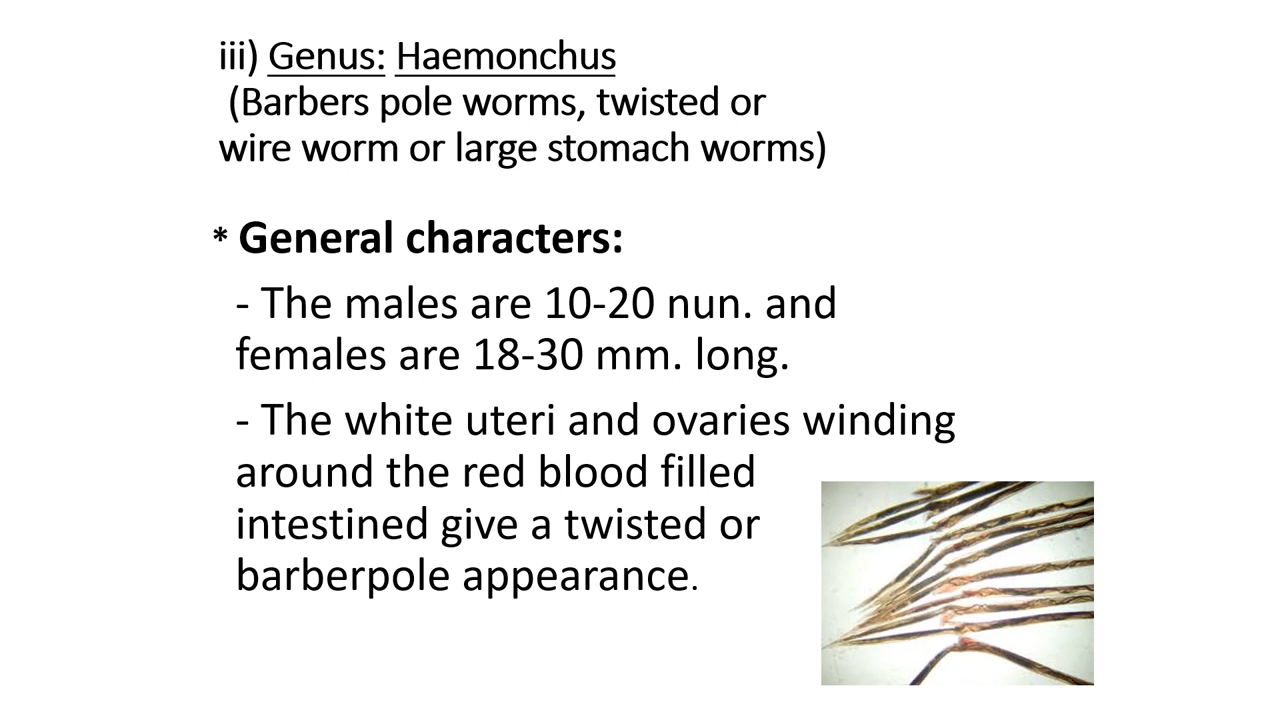 iii) Genus: Haemonchus
(Barbers pole worms, twisted or
wire worm or large stomach worms)
* General characters:
- The males are 10-20 nun. and
females are 18-30 mm. long.
- The white uteri and ovaries winding
around the red blood filled
intestined give a twisted or
barberpole appearance.